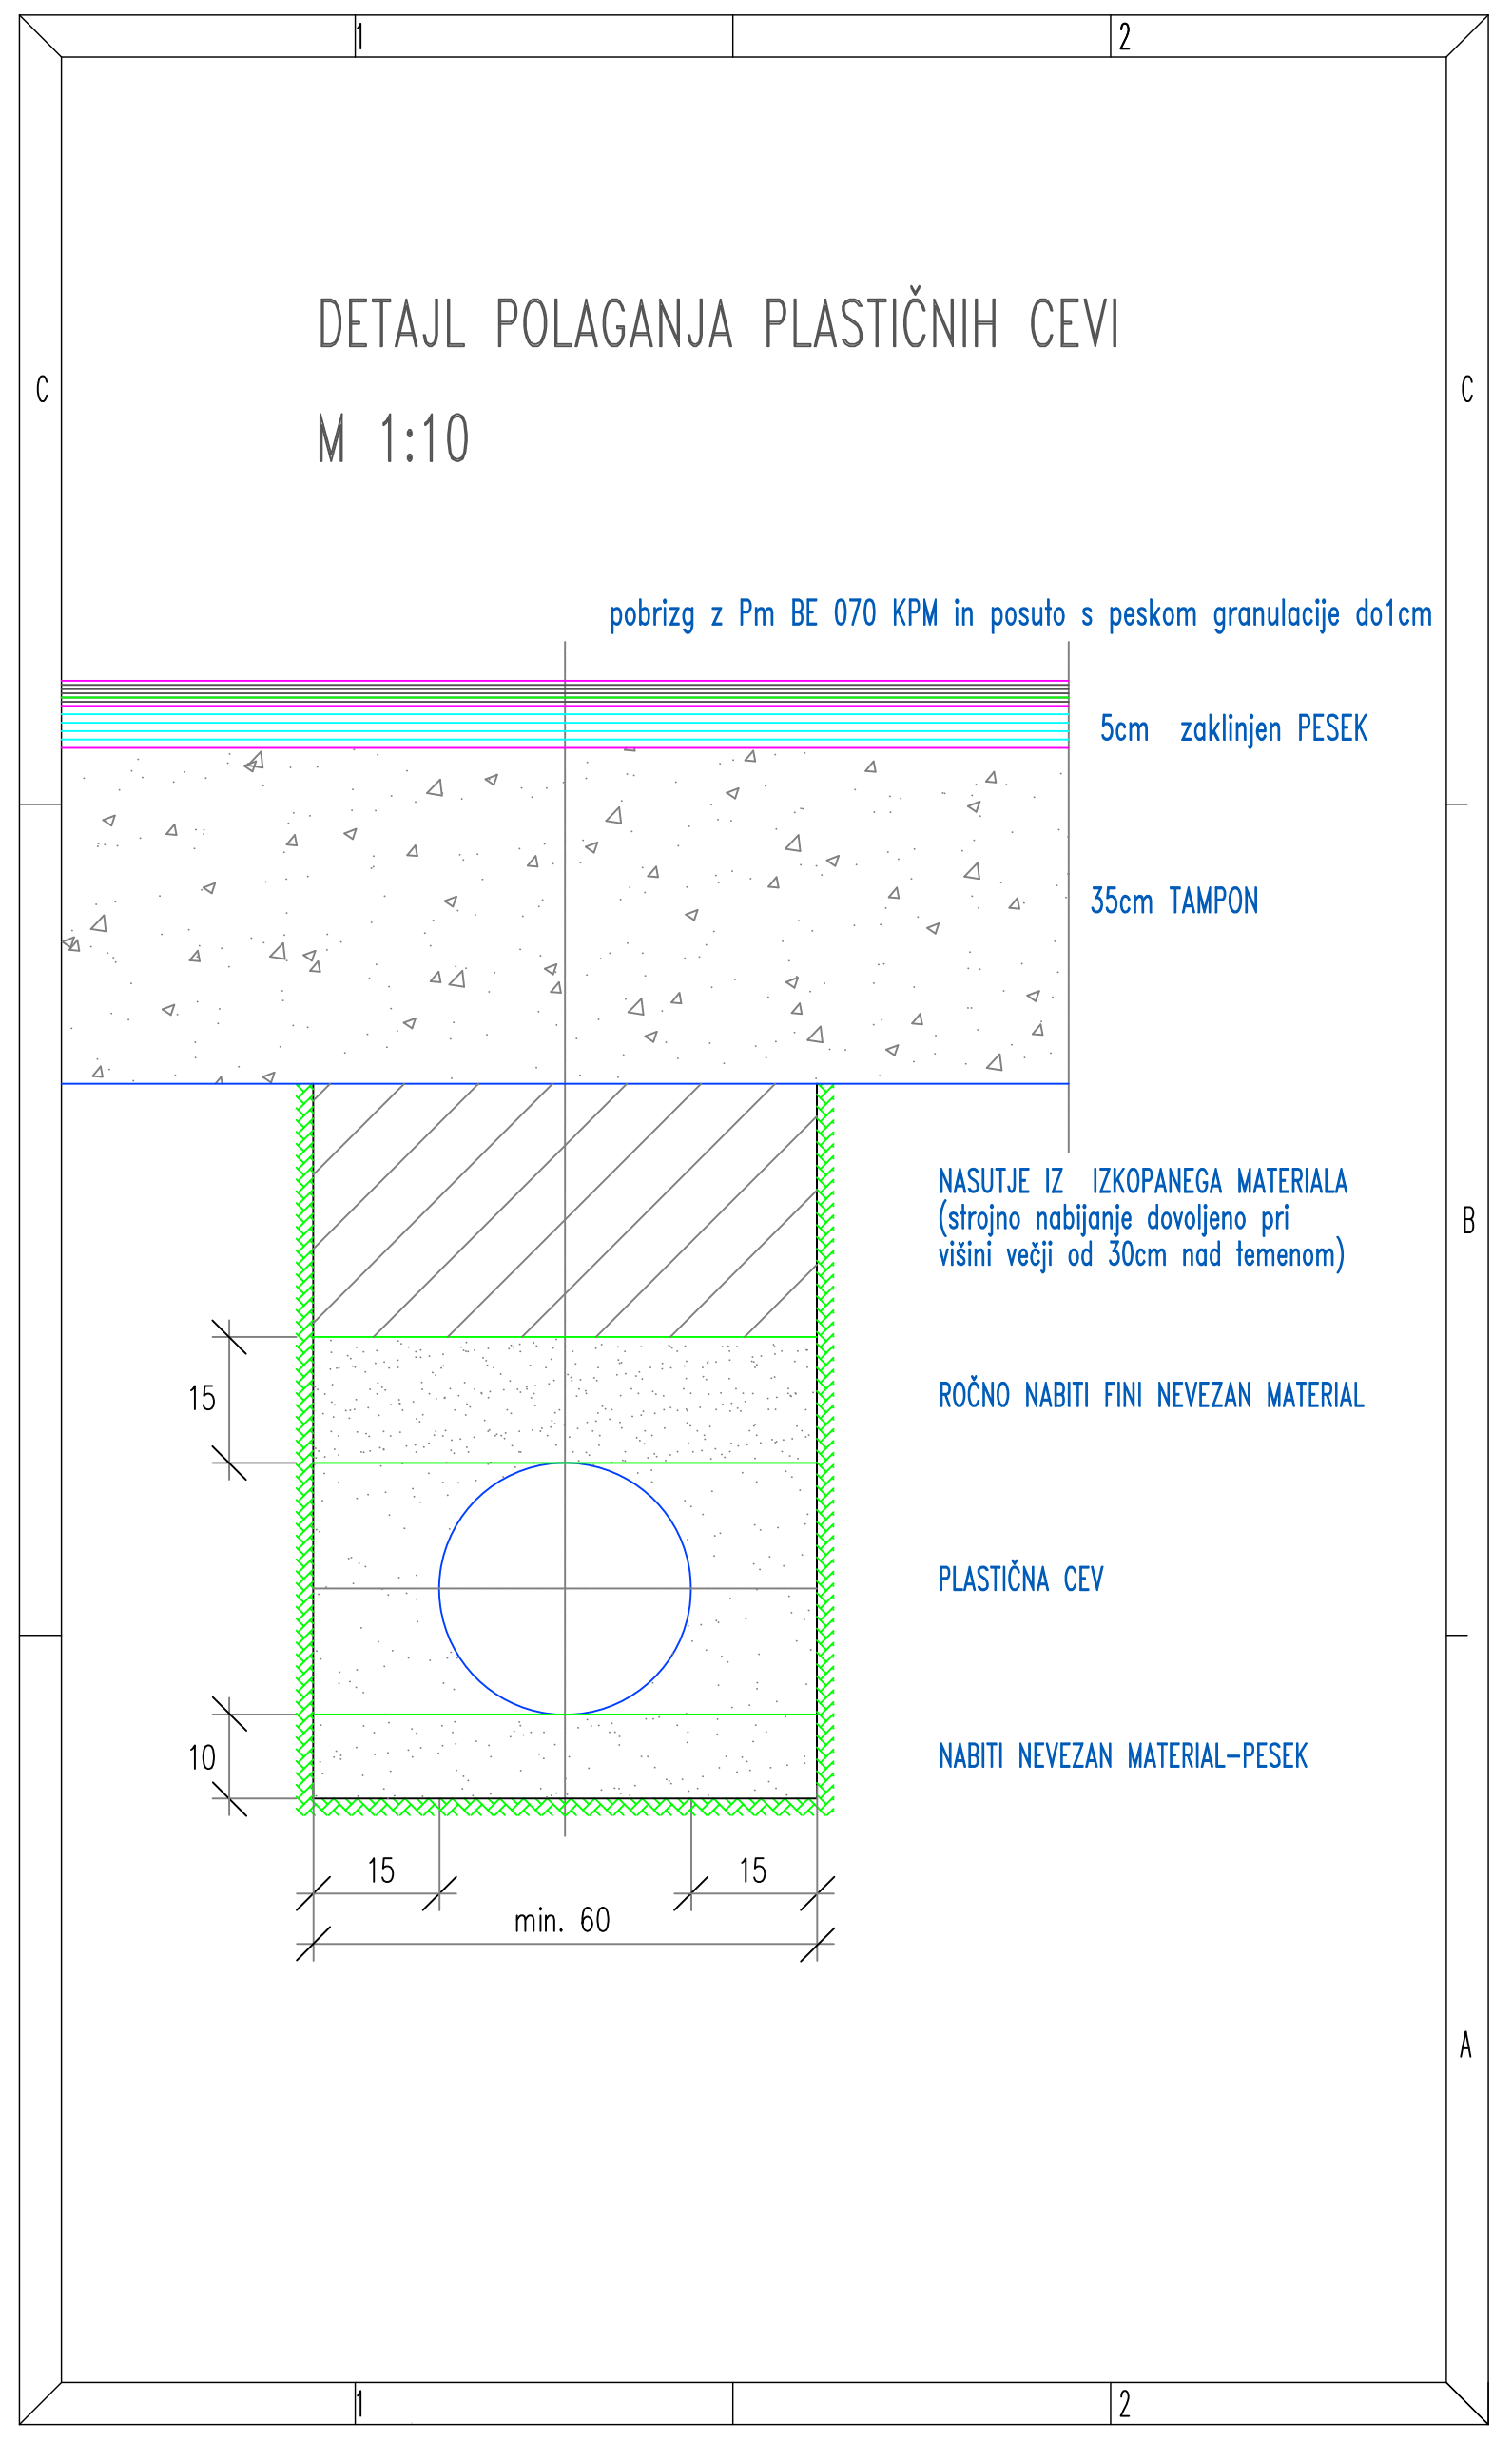 1 2
DETAJL POLAGANJA PLASTIČNIH CEVI
C C
M 1:10
pobrizg z Pm BE 070 KPM in posuto s peskom granulacije do1cm
5cm zaklinjen PESEK
35cm TAMPON
NASUTJE IZ IZKOPANEGA MATERIALA
(strojno nabijanje dovoljeno pri
višini večji od 30cm nad temenom)
B
15
ROČNO NABITI FINI NEVEZAN MATERIAL
PLASTIČNA CEV
10
NABITI NEVEZAN MATERIAL-PESEK
15 15
min. 60
A
1 2